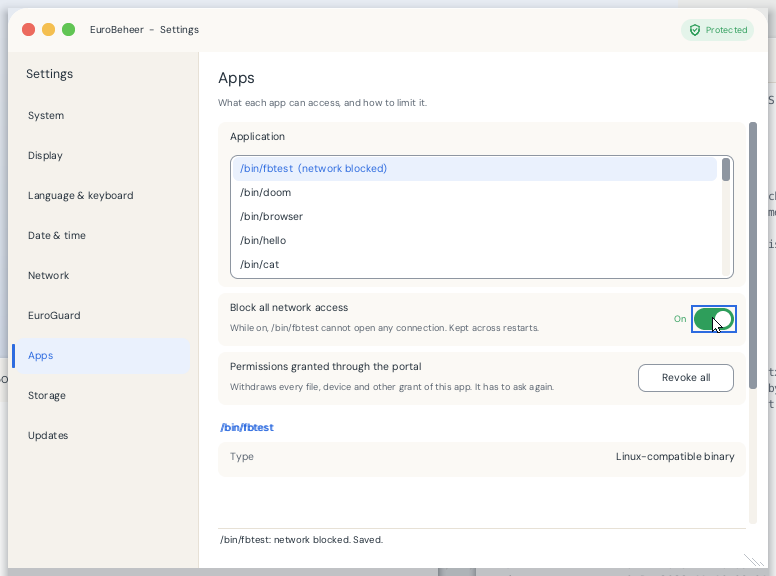 EuroBeheer - Settings
Protected
Settings
System
Display
Language & keyboard
Date & time
Network
EuroGuard
Apps
Storage
Updates
Apps
What each app can access, and how to limit it.
Application
/bin/fbtest (network blocked)
/bin/doom
/bin/browser
/bin/hello
/bin/cat
Block all network access
While on, /bin/fbtest cannot open any connection. Kept across restarts.
On
Permissions granted through the portal
Withdraws every file, device and other grant of this app. It has to ask again.
Revoke all
/bin/fbtest
Type
Linux-compatible binary
/bin/fbtest: network blocked. Saved.